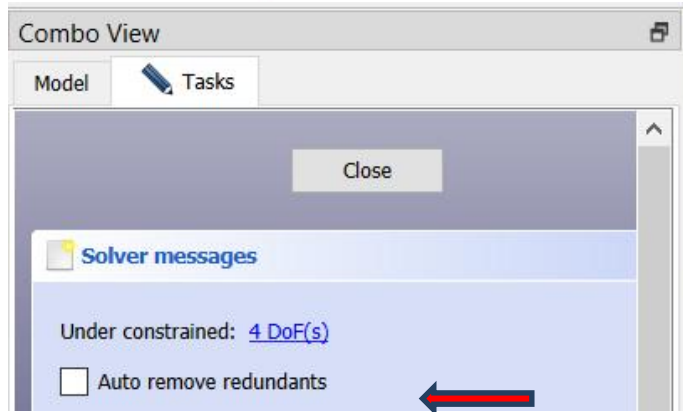 Combo View
Model Tasks
Close
Solver messages
Under constrained: 4 DoF(s)
Auto remove redundants